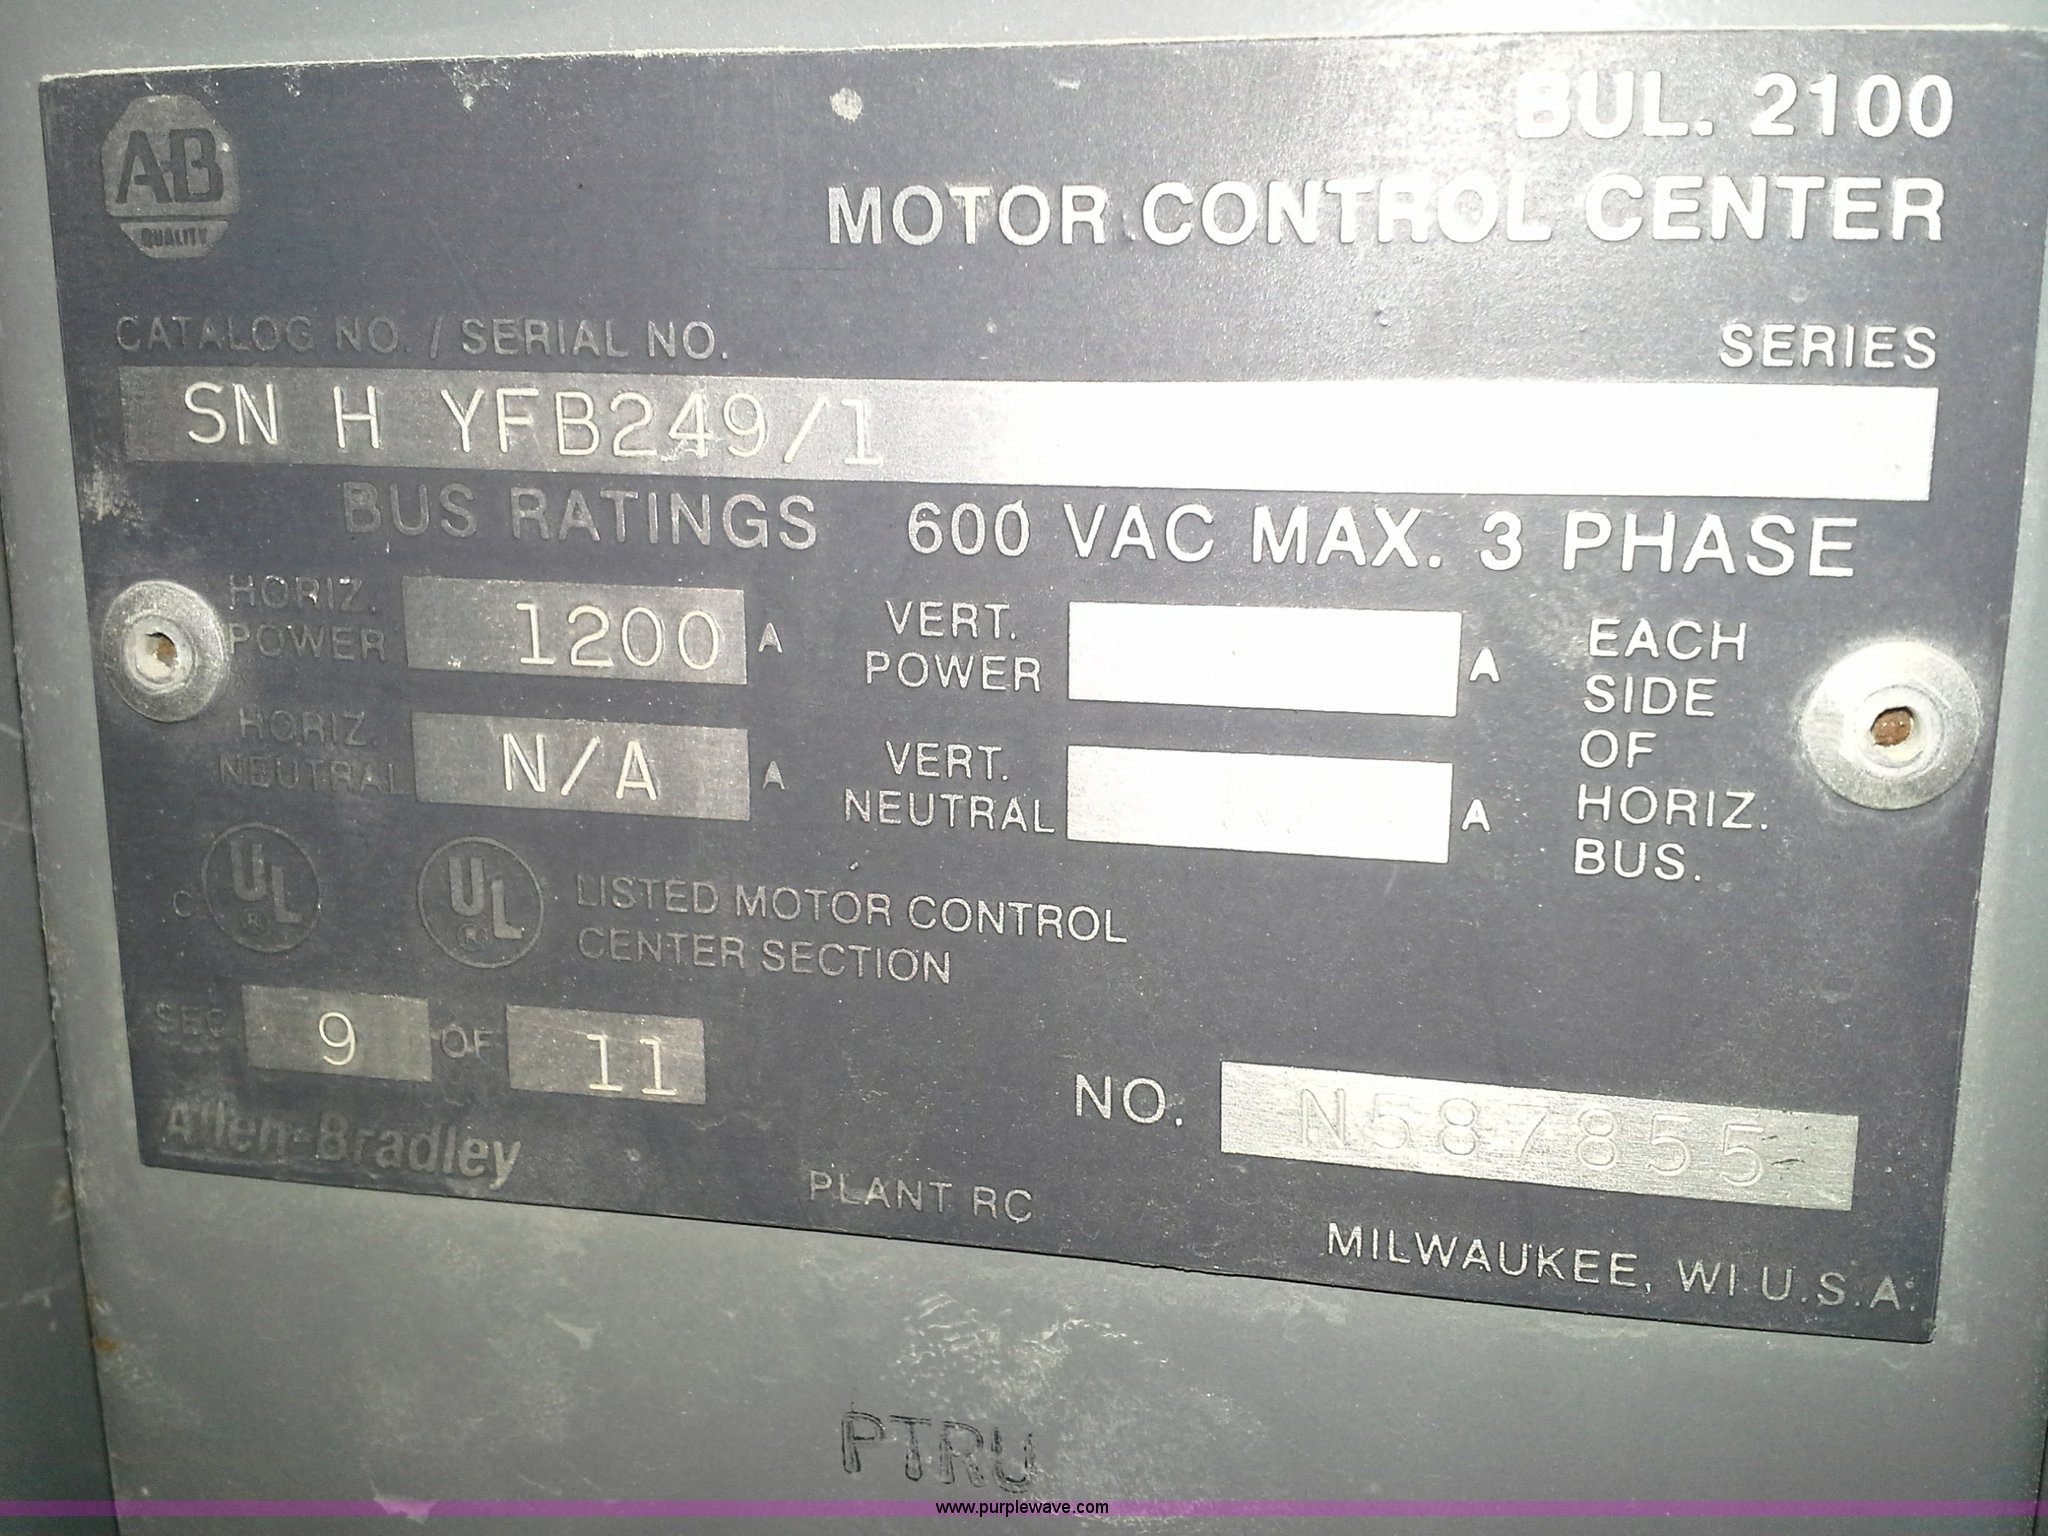 A-B
QUALITY
BUL. 2100
MOTOR CONTROL CENTER
CATALOG NO. / SERIAL NO.
SERIES
SN H YFB249/1
BUS RATINGS 600 VAC MAX. 3 PHASE
HORIZ. POWER 1200 A
VERT. POWER A
HORIZ. NEUTRAL N/A A
VERT. NEUTRAL A
EACH
SIDE
OF
HORIZ.
BUS.
C UL ® UL ®
LISTED MOTOR CONTROL
CENTER SECTION
SEC 9 OF 11
NO. N587855
Allen-Bradley
PLANT RC
MILWAUKEE, WI U.S.A.
PTRU
www.purplewave.com